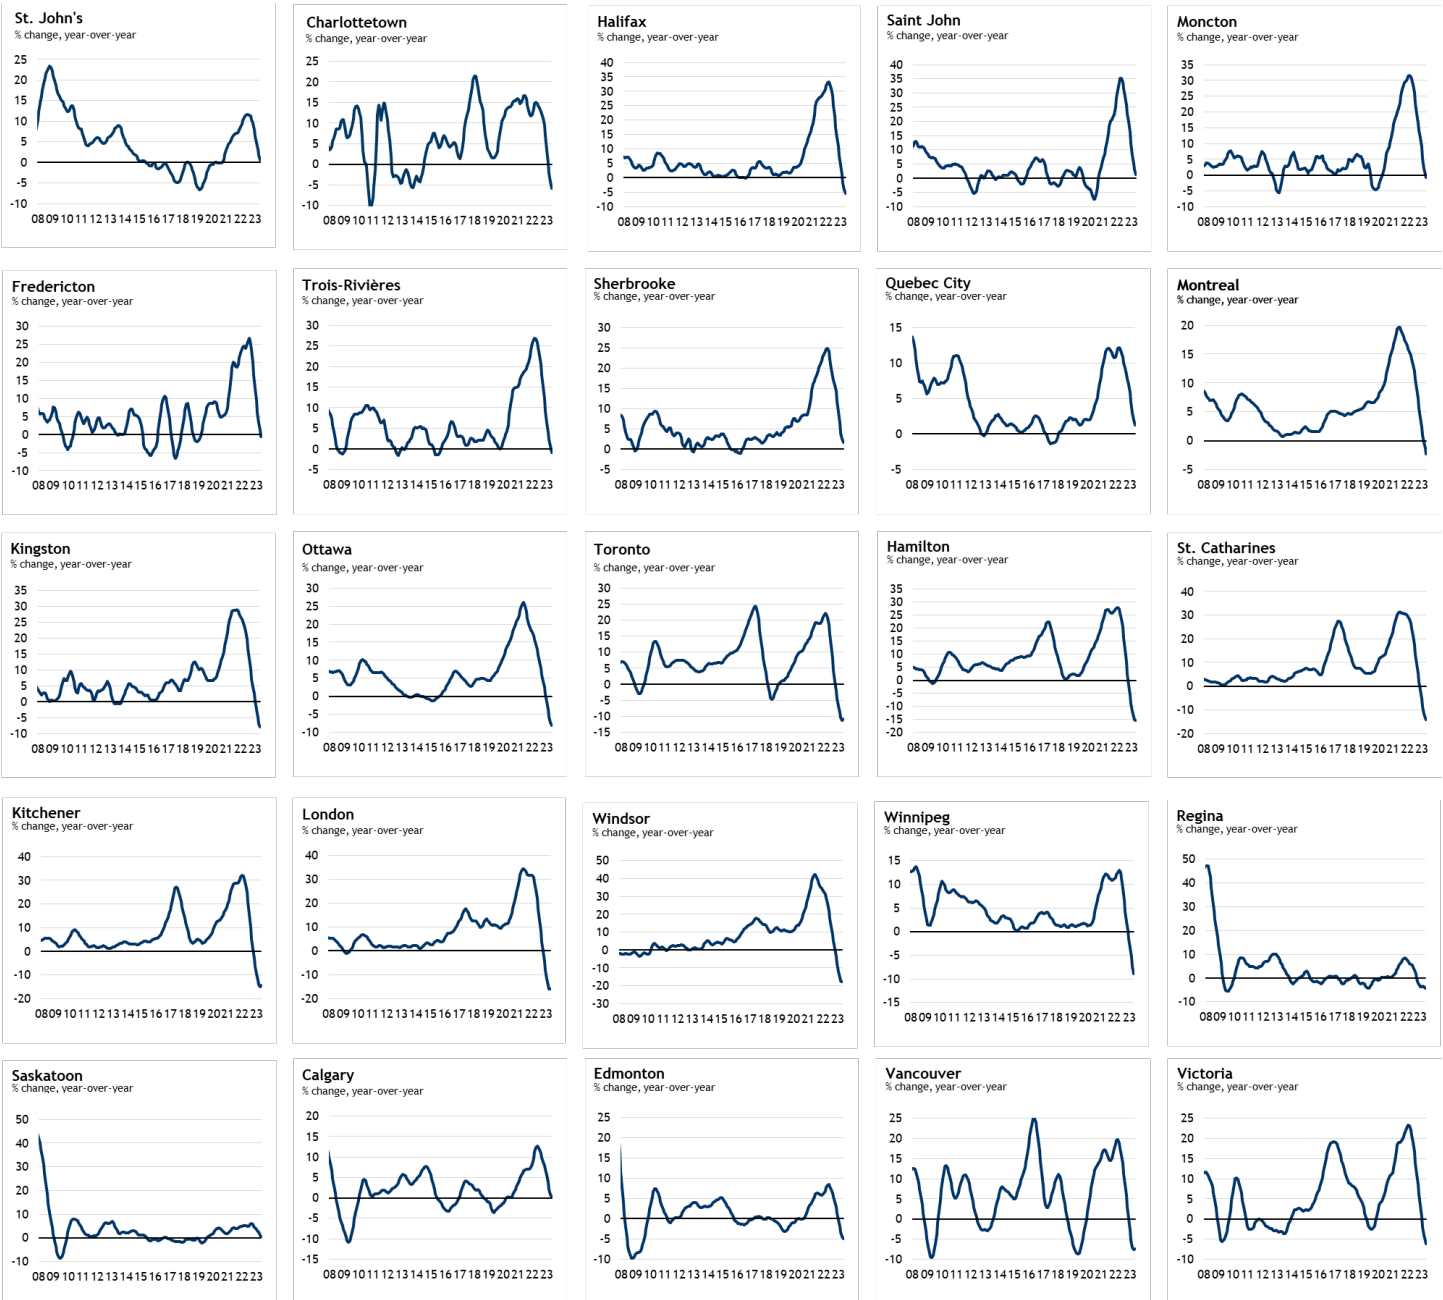 St. John's
% change, year-over-year
25
20
15
10
5
0
-5
-10
08 09 10 11 12 13 14 15 16 17 18 19 20 21 22 23
Charlottetown
% change, year-over-year
25
20
15
10
5
0
-5
-10
08 09 10 11 12 13 14 15 16 17 18 19 20 21 22 23
Halifax
% change, year-over-year
40
35
30
25
20
15
10
5
0
-5
-10
08 09 10 11 12 13 14 15 16 17 18 19 20 21 22 23
Saint John
% change, year-over-year
40
35
30
25
20
15
10
5
0
-5
-10
08 09 10 11 12 13 14 15 16 17 18 19 20 21 22 23
Moncton
% change, year-over-year
35
30
25
20
15
10
5
0
-5
-10
08 09 10 11 12 13 14 15 16 17 18 19 20 21 22 23
Fredericton
% change, year-over-year
30
25
20
15
10
5
0
-5
-10
08 09 10 11 12 13 14 15 16 17 18 19 20 21 22 23
Trois-Rivières
% change, year-over-year
30
25
20
15
10
5
0
-5
08 09 10 11 12 13 14 15 16 17 18 19 20 21 22 23
Sherbrooke
% change, year-over-year
30
25
20
15
10
5
0
-5
08 09 10 11 12 13 14 15 16 17 18 19 20 21 22 23
Quebec City
% change, year-over-year
15
10
5
0
-5
08 09 10 11 12 13 14 15 16 17 18 19 20 21 22 23
Montreal
% change, year-over-year
20
15
10
5
0
-5
08 09 10 11 12 13 14 15 16 17 18 19 20 21 22 23
Kingston
% change, year-over-year
35
30
25
20
15
10
5
0
-5
-10
08 09 10 11 12 13 14 15 16 17 18 19 20 21 22 23
Ottawa
% change, year-over-year
30
25
20
15
10
5
0
-5
-10
08 09 10 11 12 13 14 15 16 17 18 19 20 21 22 23
Toronto
% change, year-over-year
30
25
20
15
10
5
0
-5
-10
-15
08 09 10 11 12 13 14 15 16 17 18 19 20 21 22 23
Hamilton
% change, year-over-year
35
30
25
20
15
10
5
0
-5
-10
-15
-20
08 09 10 11 12 13 14 15 16 17 18 19 20 21 22 23
St. Catharines
% change, year-over-year
40
30
20
10
0
-10
-20
08 09 10 11 12 13 14 15 16 17 18 19 20 21 22 23
Kitchener
% change, year-over-year
40
30
20
10
0
-10
-20
08 09 10 11 12 13 14 15 16 17 18 19 20 21 22 23
London
% change, year-over-year
40
30
20
10
0
-10
-20
08 09 10 11 12 13 14 15 16 17 18 19 20 21 22 23
Windsor
% change, year-over-year
50
40
30
20
10
0
-10
-20
-30
08 09 10 11 12 13 14 15 16 17 18 19 20 21 22 23
Winnipeg
% change, year-over-year
15
10
5
0
-5
-10
-15
08 09 10 11 12 13 14 15 16 17 18 19 20 21 22 23
Regina
% change, year-over-year
50
40
30
20
10
0
-10
08 09 10 11 12 13 14 15 16 17 18 19 20 21 22 23
Saskatoon
% change, year-over-year
50
40
30
20
10
0
-10
08 09 10 11 12 13 14 15 16 17 18 19 20 21 22 23
Calgary
% change, year-over-year
20
15
10
5
0
-5
-10
-15
08 09 10 11 12 13 14 15 16 17 18 19 20 21 22 23
Edmonton
% change, year-over-year
25
20
15
10
5
0
-5
-10
08 09 10 11 12 13 14 15 16 17 18 19 20 21 22 23
Vancouver
% change, year-over-year
25
20
15
10
5
0
-5
-10
08 09 10 11 12 13 14 15 16 17 18 19 20 21 22 23
Victoria
% change, year-over-year
25
20
15
10
5
0
-5
-10
08 09 10 11 12 13 14 15 16 17 18 19 20 21 22 23